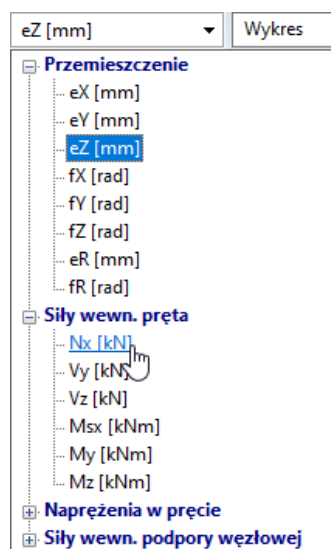 eZ [mm] Wykres
Przemieszczenie
eX [mm]
eY [mm]
eZ [mm]
fX [rad]
fY [rad]
fZ [rad]
eR [mm]
fR [rad]
Siły wewn. pręta
Nx [kN]
Vy [kN]
Vz [kN]
Msx [kNm]
My [kNm]
Mz [kNm]
Naprężenia w pręcie
Siły wewn. podpory węzłowej